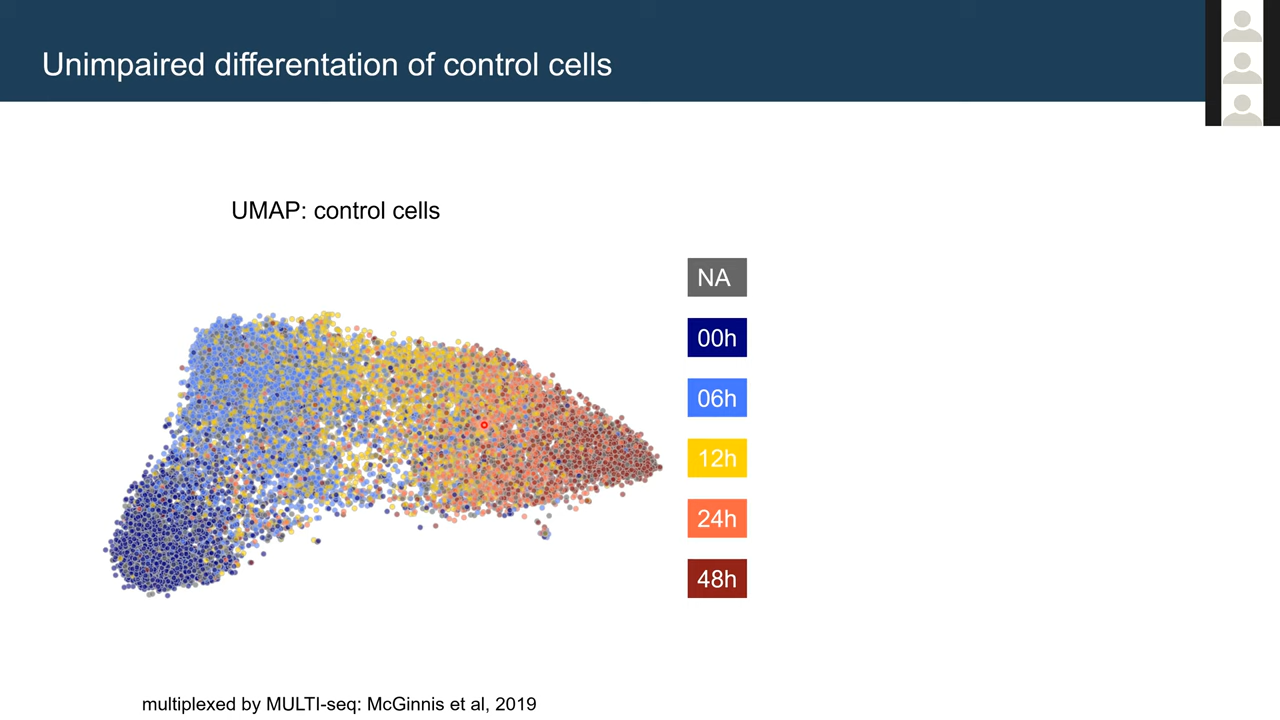 Unimpaired differentation of control cells
UMAP: control cells
NA
00h
06h
12h
24h
48h
multiplexed by MULTI-seq: McGinnis et al, 2019